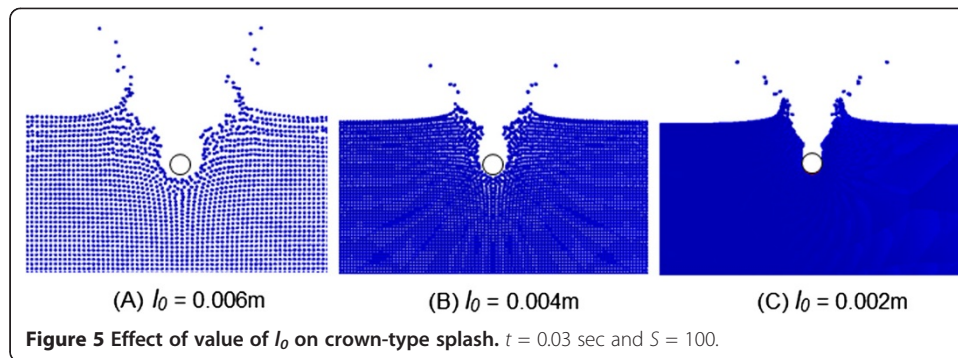 (A) l₀ = 0.006m
(B) l₀ = 0.004m
(C) l₀ = 0.002m
Figure 5 Effect of value of l₀ on crown-type splash. t = 0.03 sec and S = 100.